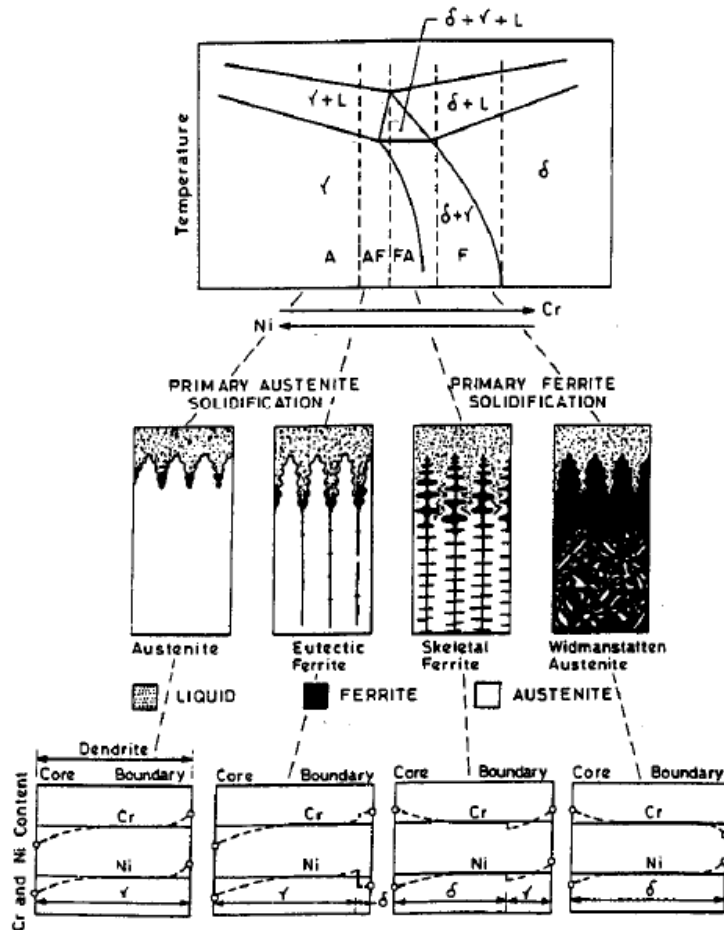 δ + γ + L
γ + L
δ + L
Temperature
γ
δ + γ
δ
A AF FA F
Cr
Ni
PRIMARY AUSTENITE SOLIDIFICATION
PRIMARY FERRITE SOLIDIFICATION
Austenite
Eutectic Ferrite
Skeletal Ferrite
Widmanstatten Austenite
LIQUID FERRITE AUSTENITE
Dendrite
Cr and Ni Content
Core Boundary
Cr
Ni
γ
Core Boundary
Cr
Ni
γ δ
Core Boundary
Cr
Ni
δ γ
Core Boundary
Cr
Ni
δ